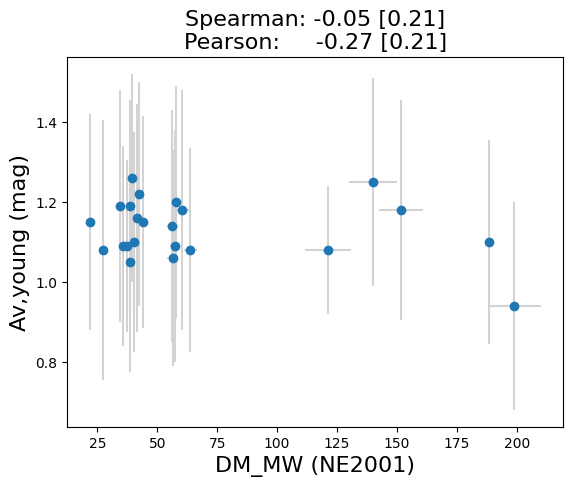 Spearman: -0.05 [0.21]
Pearson: -0.27 [0.21]
Av,young (mag)
1.4
1.2
1.0
0.8
25 50 75 100 125 150 175 200
DM_MW (NE2001)